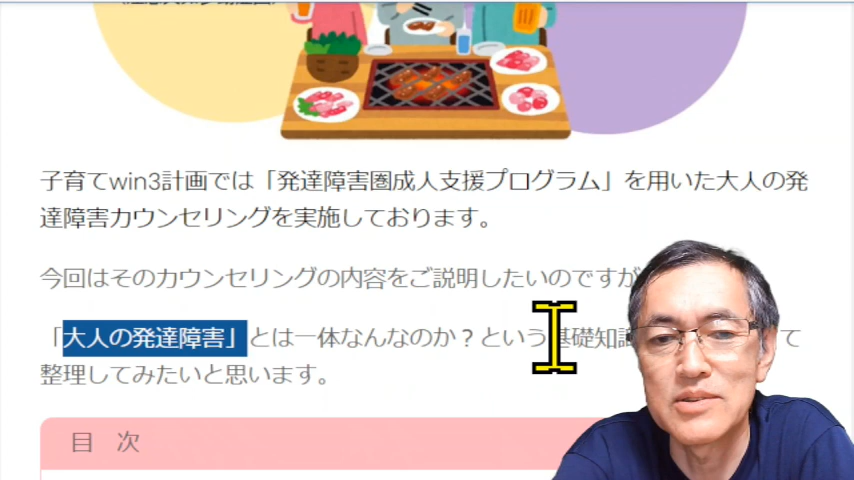 子育てwin3計画では「発達障害圏成人支援プログラム」を用いた大人の発
達障害カウンセリングを実施しております。
今回はそのカウンセリングの内容をご説明したいのですが
「大人の発達障害」とは一体なんなのか？という基礎知識 て
整理してみたいと思います。
目 次